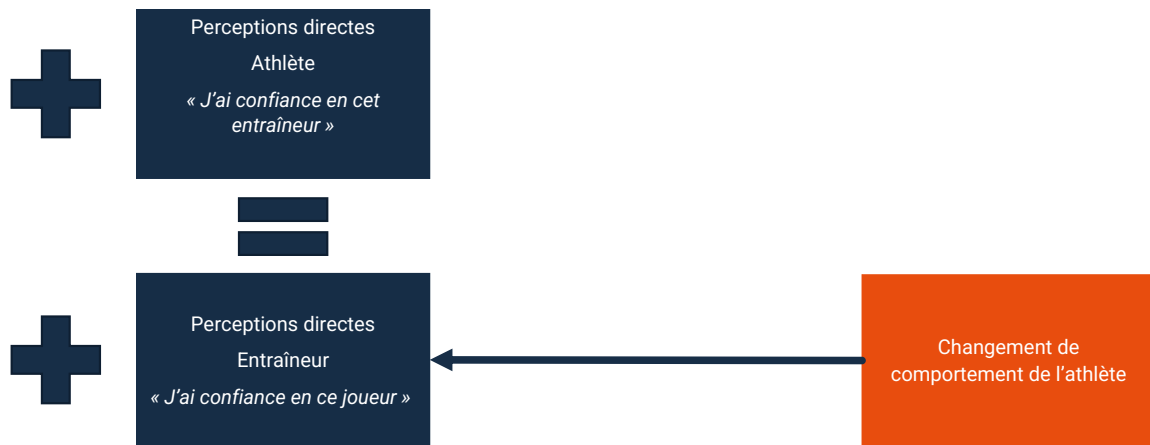 Perceptions directes
Athlète
« J’ai confiance en cet
entraîneur »
Perceptions directes
Entraîneur
« J’ai confiance en ce joueur »
Changement de
comportement de l’athlète